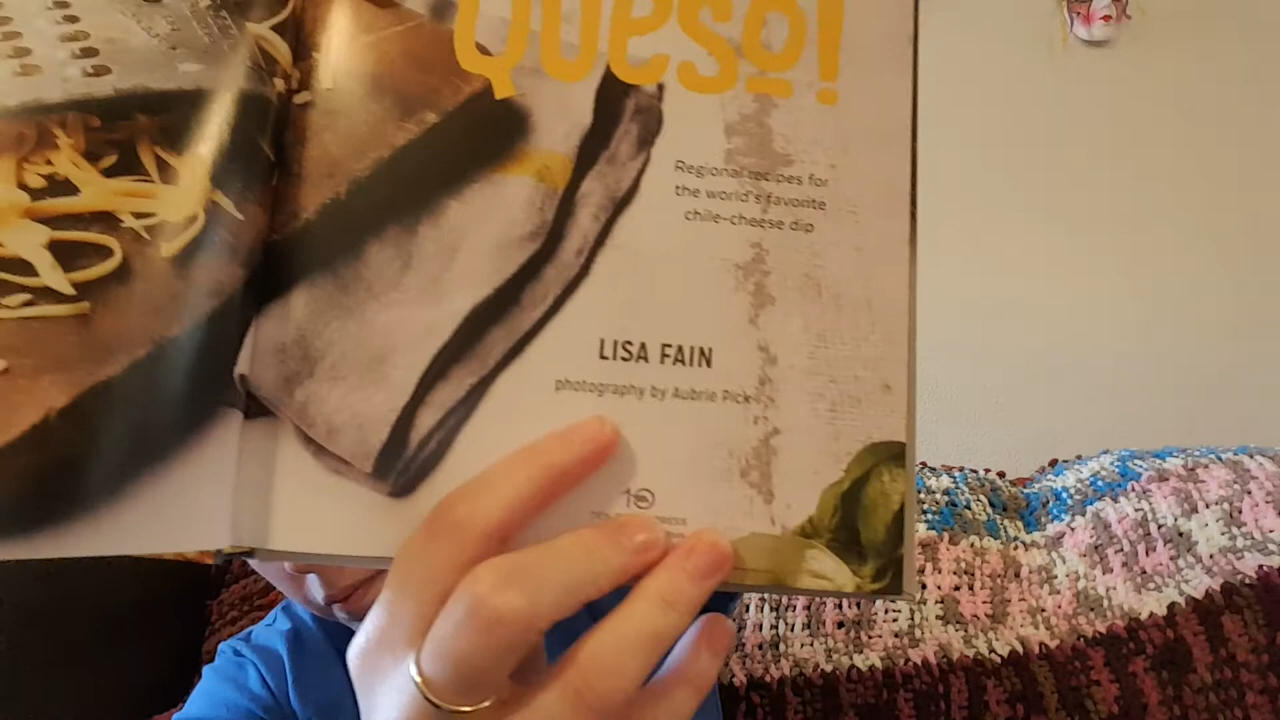 Queso!
Regional recipes for
the world's favorite
chile-cheese dip
LISA FAIN
photography by Aubrie Pick